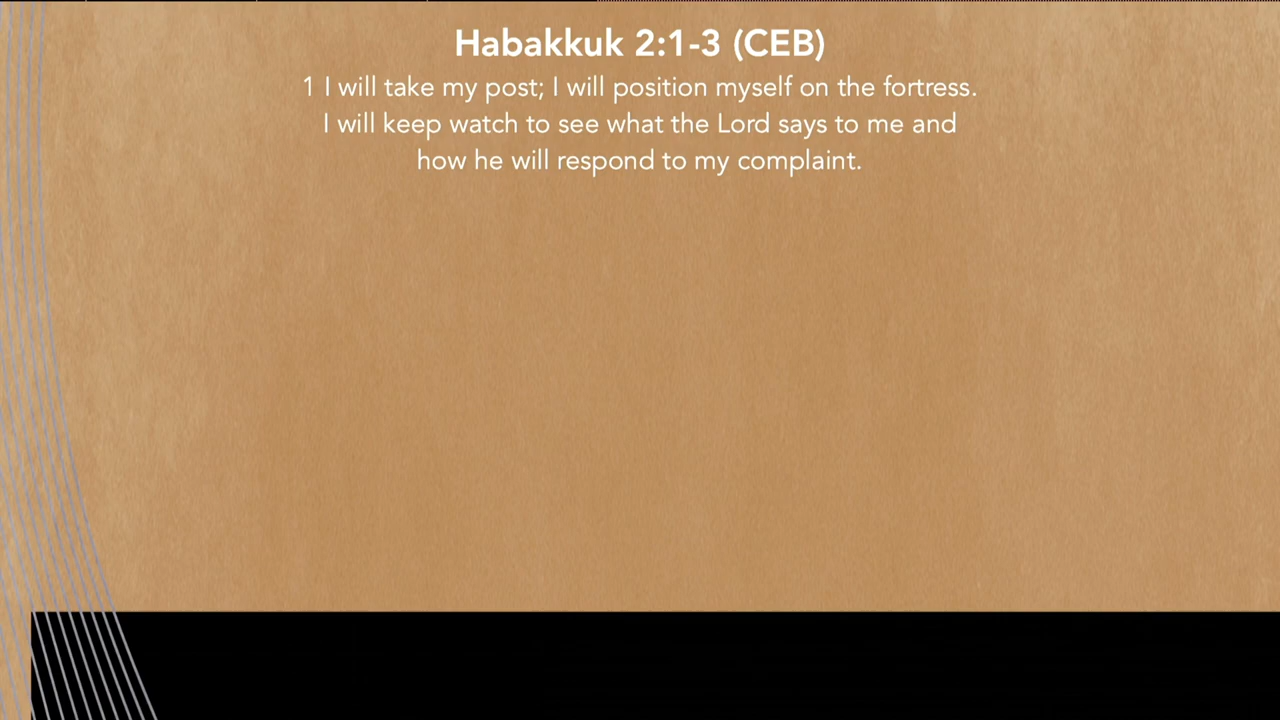 Habakkuk 2:1-3 (CEB)
1 I will take my post; I will position myself on the fortress.
I will keep watch to see what the Lord says to me and
how he will respond to my complaint.